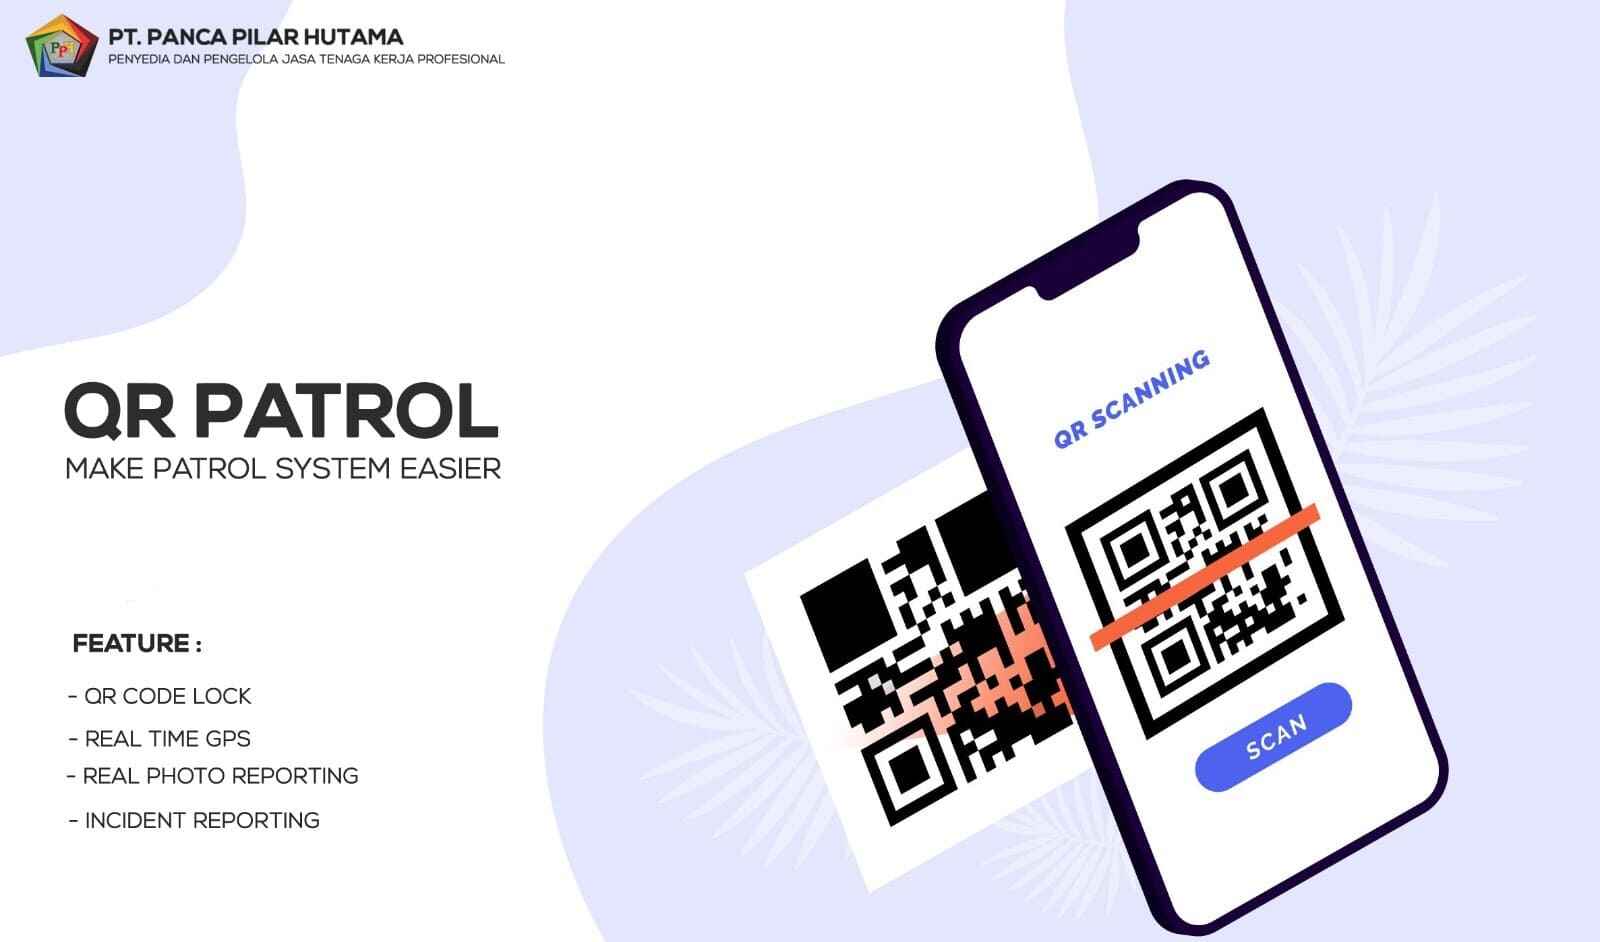 PT. PANCA PILAR HUTAMA
PENYEDIA DAN PENGELOLA JASA TENAGA KERJA PROFESIONAL
QR PATROL
MAKE PATROL SYSTEM EASIER
FEATURE :
- QR CODE LOCK
- REAL TIME GPS
- REAL PHOTO REPORTING
- INCIDENT REPORTING
QR SCANNING
SCAN